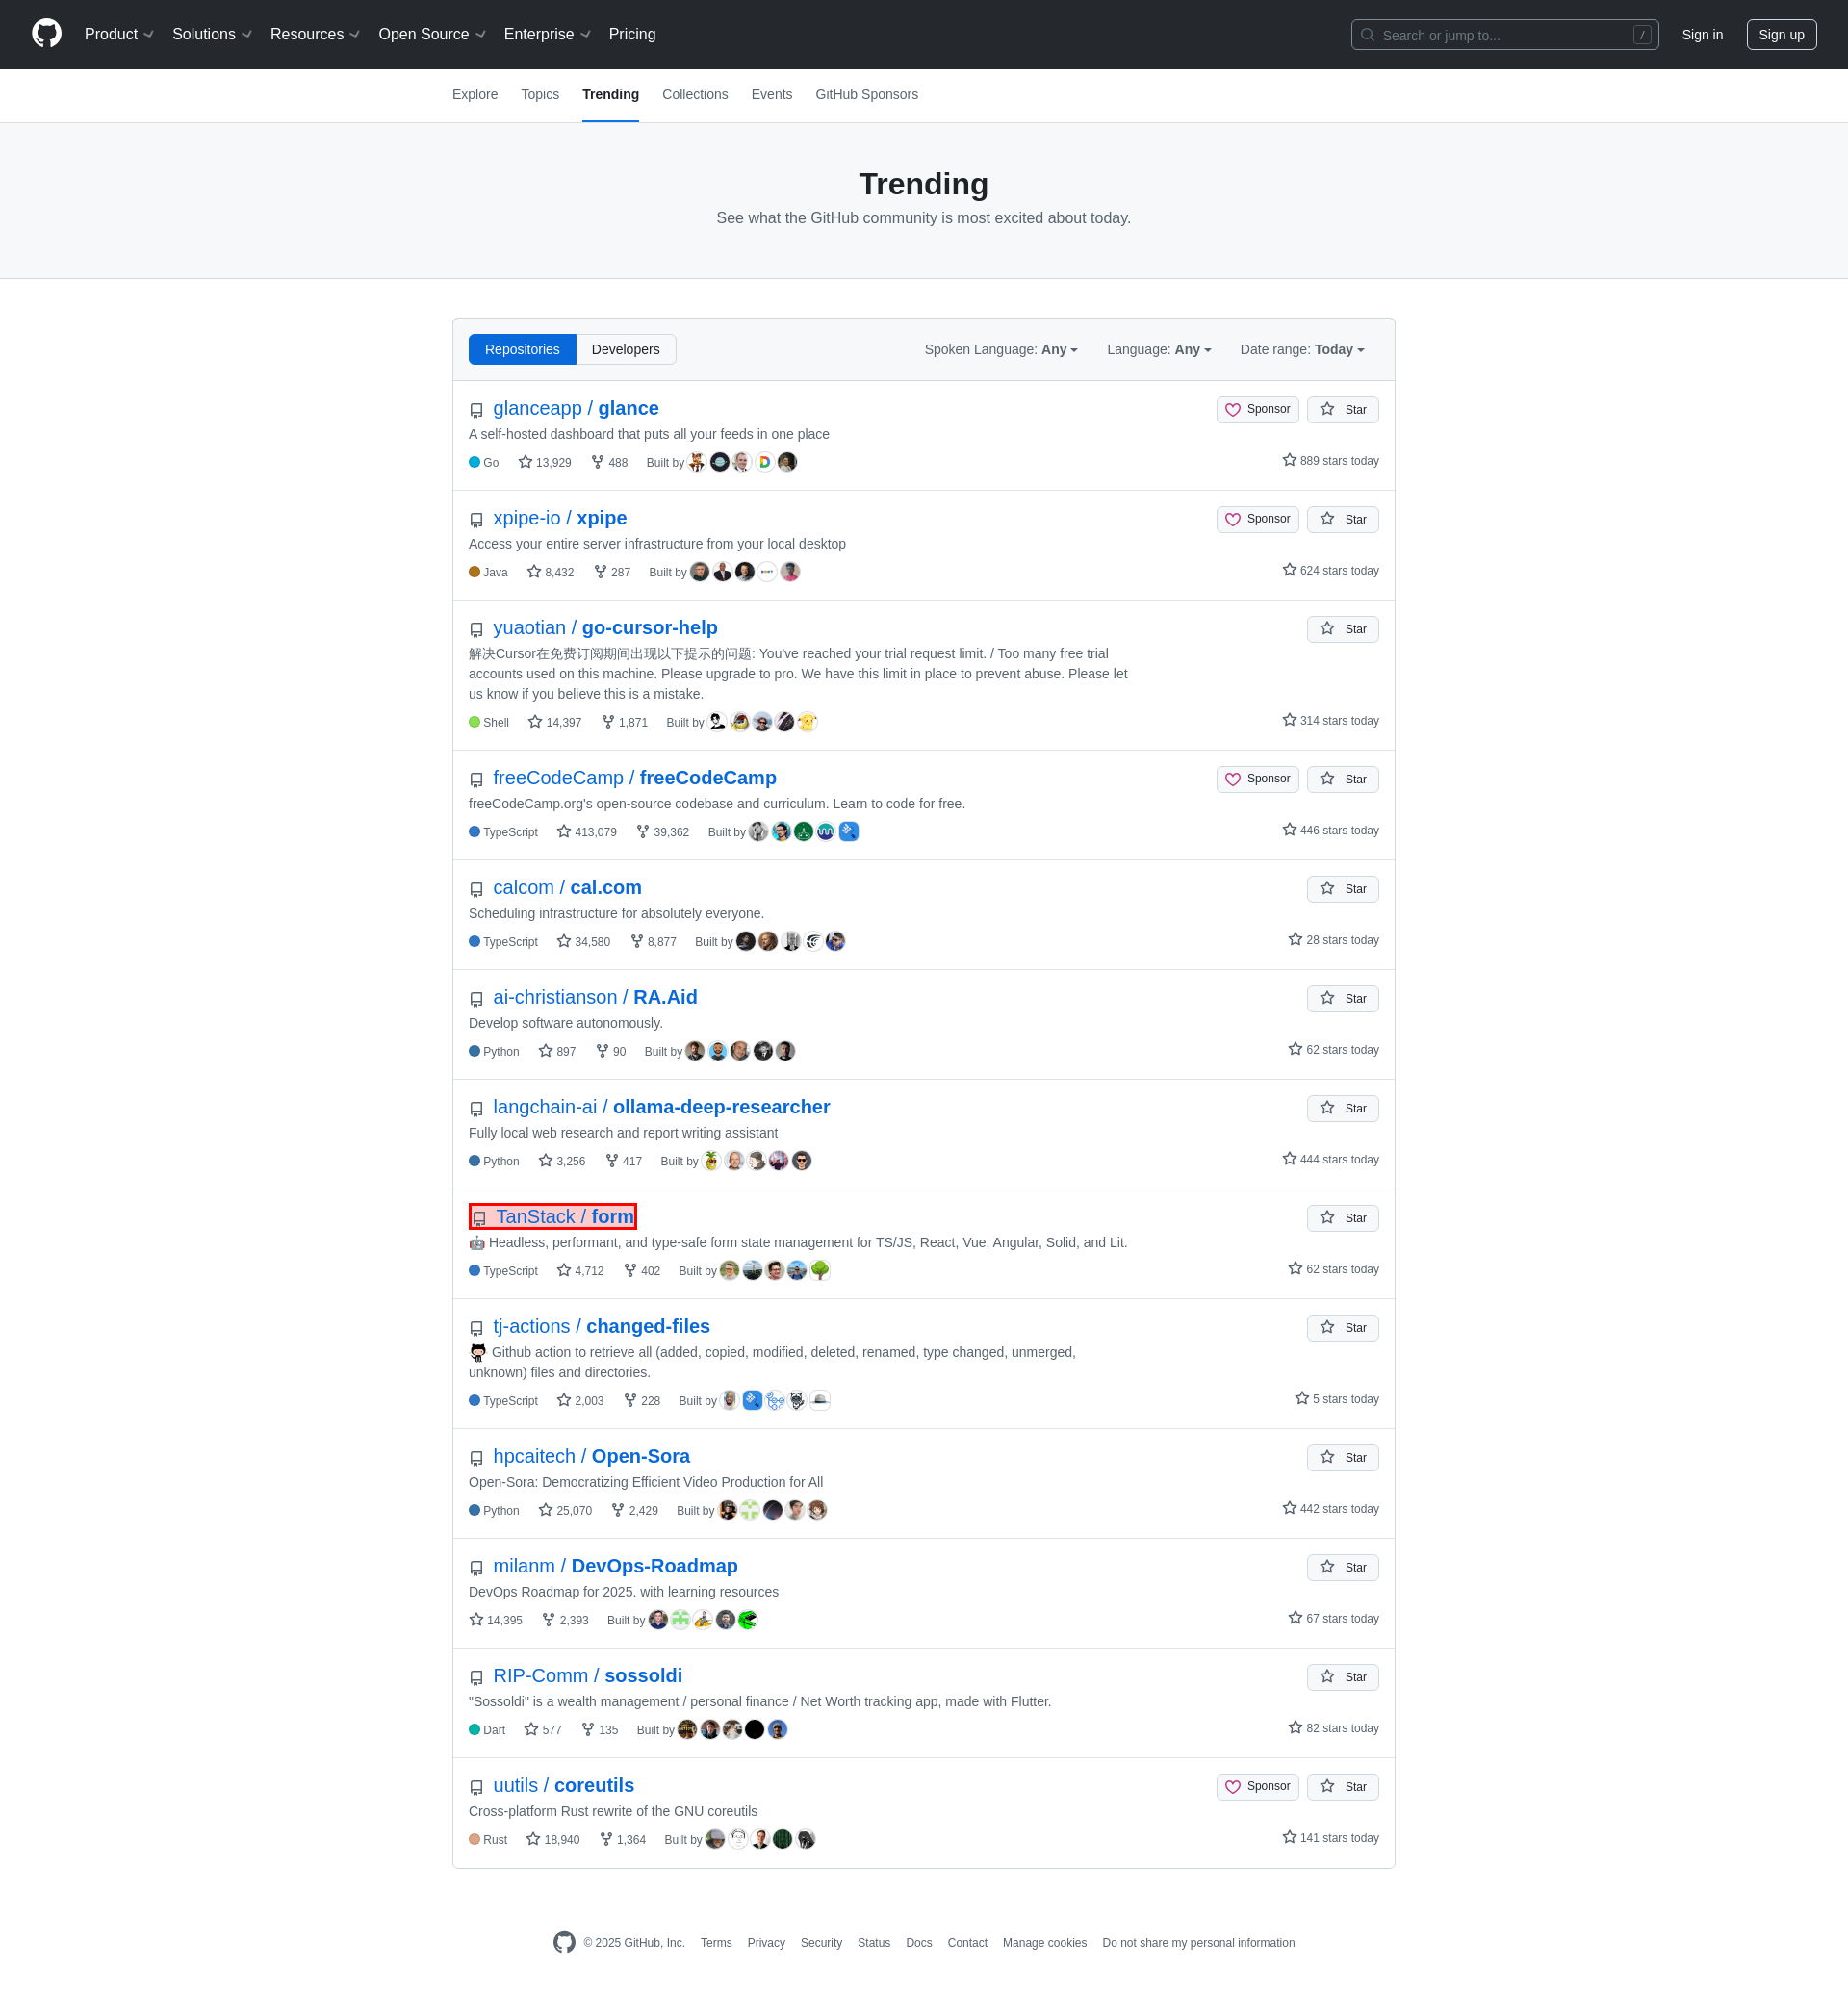 Product Solutions Resources Open Source Enterprise Pricing Search or jump to... / Sign in Sign up
Explore Topics Trending Collections Events GitHub Sponsors
Trending
See what the GitHub community is most excited about today.
Repositories Developers Spoken Language: Any Language: Any Date range: Today
glanceapp / glance Sponsor Star
A self-hosted dashboard that puts all your feeds in one place
Go 13,929 488 Built by 889 stars today
xpipe-io / xpipe Sponsor Star
Access your entire server infrastructure from your local desktop
Java 8,432 287 Built by 624 stars today
yuaotian / go-cursor-help Star
解决Cursor在免费订阅期间出现以下提示的问题: You've reached your trial request limit. / Too many free trial
accounts used on this machine. Please upgrade to pro. We have this limit in place to prevent abuse. Please let
us know if you believe this is a mistake.
Shell 14,397 1,871 Built by 314 stars today
freeCodeCamp / freeCodeCamp Sponsor Star
freeCodeCamp.org's open-source codebase and curriculum. Learn to code for free.
TypeScript 413,079 39,362 Built by 446 stars today
calcom / cal.com Star
Scheduling infrastructure for absolutely everyone.
TypeScript 34,580 8,877 Built by 28 stars today
ai-christianson / RA.Aid Star
Develop software autonomously.
Python 897 90 Built by 62 stars today
langchain-ai / ollama-deep-researcher Star
Fully local web research and report writing assistant
Python 3,256 417 Built by 444 stars today
TanStack / form Star
🤖 Headless, performant, and type-safe form state management for TS/JS, React, Vue, Angular, Solid, and Lit.
TypeScript 4,712 402 Built by 62 stars today
tj-actions / changed-files Star
Github action to retrieve all (added, copied, modified, deleted, renamed, type changed, unmerged,
unknown) files and directories.
TypeScript 2,003 228 Built by 5 stars today
hpcaitech / Open-Sora Star
Open-Sora: Democratizing Efficient Video Production for All
Python 25,070 2,429 Built by 442 stars today
milanm / DevOps-Roadmap Star
DevOps Roadmap for 2025. with learning resources
14,395 2,393 Built by 67 stars today
RIP-Comm / sossoldi Star
"Sossoldi" is a wealth management / personal finance / Net Worth tracking app, made with Flutter.
Dart 577 135 Built by 82 stars today
uutils / coreutils Sponsor Star
Cross-platform Rust rewrite of the GNU coreutils
Rust 18,940 1,364 Built by 141 stars today
© 2025 GitHub, Inc. Terms Privacy Security Status Docs Contact Manage cookies Do not share my personal information